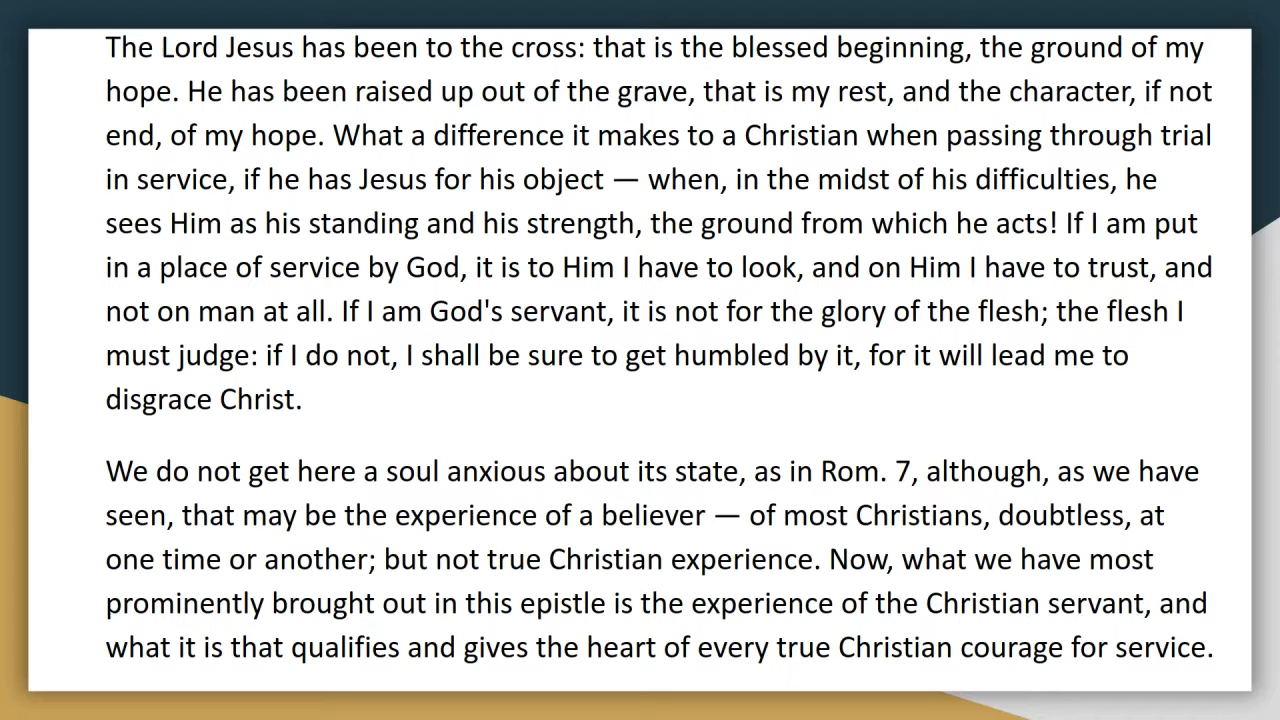 The Lord Jesus has been to the cross: that is the blessed beginning, the ground of my
hope. He has been raised up out of the grave, that is my rest, and the character, if not
end, of my hope. What a difference it makes to a Christian when passing through trial
in service, if he has Jesus for his object — when, in the midst of his difficulties, he
sees Him as his standing and his strength, the ground from which he acts! If I am put
in a place of service by God, it is to Him I have to look, and on Him I have to trust, and
not on man at all. If I am God's servant, it is not for the glory of the flesh; the flesh I
must judge: if I do not, I shall be sure to get humbled by it, for it will lead me to
disgrace Christ.
We do not get here a soul anxious about its state, as in Rom. 7, although, as we have
seen, that may be the experience of a believer — of most Christians, doubtless, at
one time or another; but not true Christian experience. Now, what we have most
prominently brought out in this epistle is the experience of the Christian servant, and
what it is that qualifies and gives the heart of every true Christian courage for service.